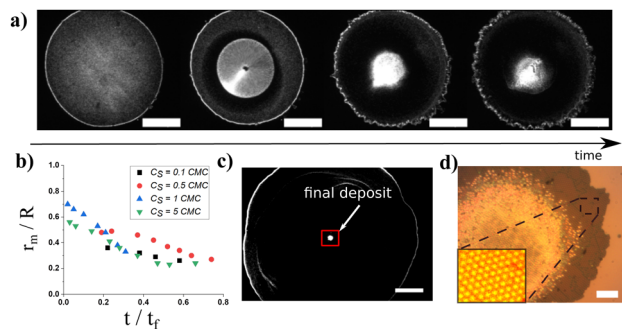 a)
time
b)
1.0
0.8
0.6
0.4
0.2
0.0
r_m / R
0.0 0.2 0.4 0.6 0.8
t / t_f
C_S = 0.1 CMC
C_S = 0.5 CMC
C_S = 1 CMC
C_S = 5 CMC
c)
final deposit
d)